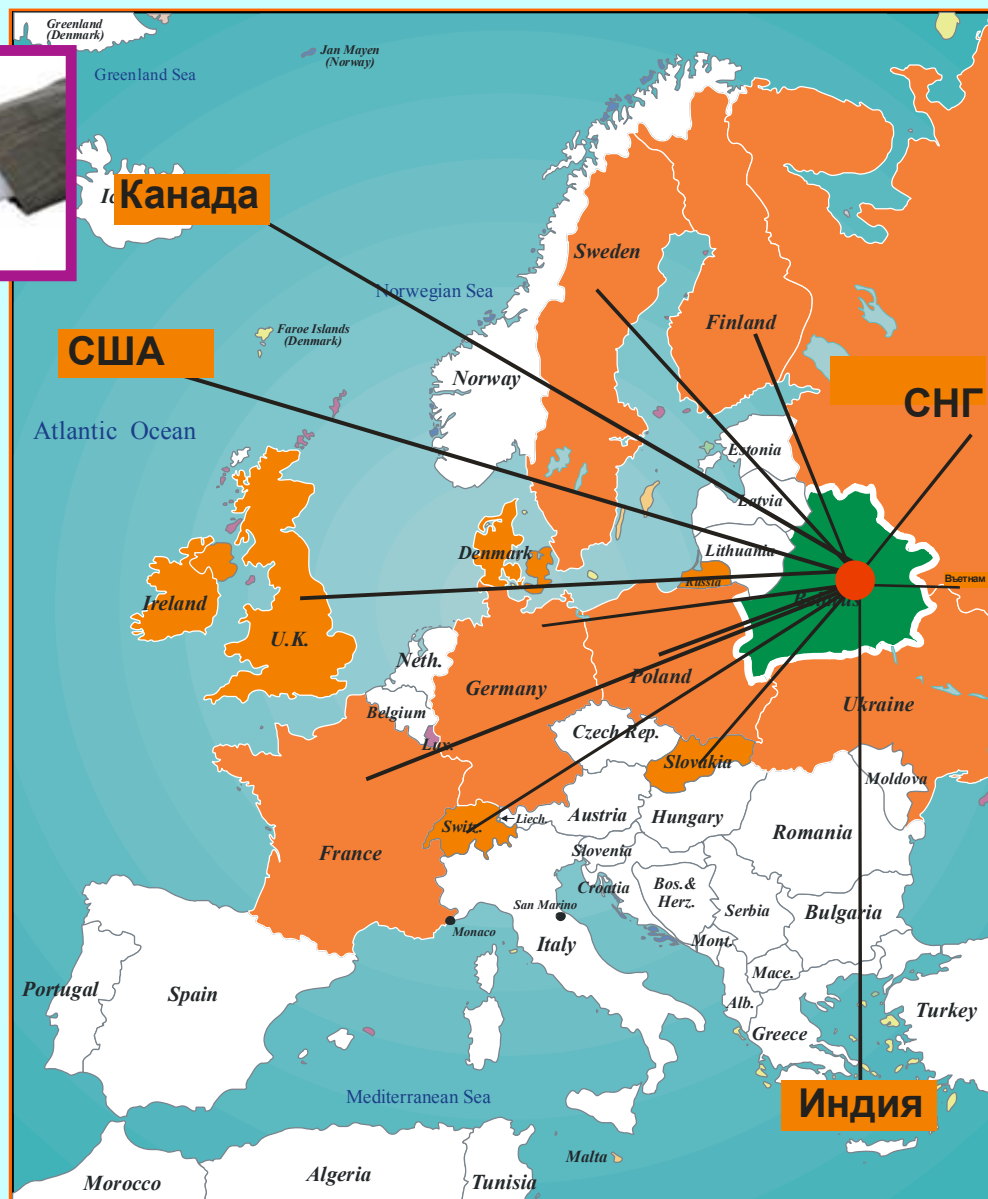 Greenland
(Denmark)
Jan Mayen
(Norway)
Greenland Sea
Канада
Sweden
Norwegian Sea
Finland
Faroe Islands
(Denmark)
США
Norway
СНГ
Atlantic Ocean
Estonia
Latvia
Denmark
Lithuania
Russia
Вьетнам
Ireland
U.K.
Neth.
Germany
Poland
Ukraine
Belgium
Czech Rep.
Lux.
Slovakia
Moldova
Austria
Hungary
Liech.
Switz.
Romania
France
Slovenia
Croatia
Bos.&
Herz.
San Marino
Serbia
Bulgaria
Monaco
Italy
Mont.
Mace.
Portugal
Spain
Alb.
Turkey
Greece
Mediterranean Sea
Индия
Malta
Algeria
Morocco
Tunisia